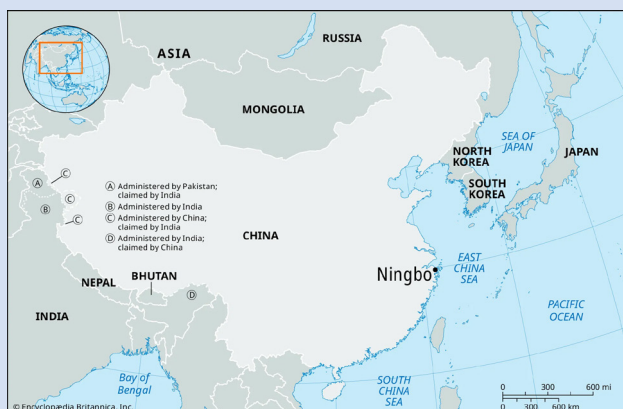 RUSSIA
ASIA
MONGOLIA
SEA OF
JAPAN
NORTH
KOREA
JAPAN
SOUTH
KOREA
C
A
C
B
C
A Administered by Pakistan;
claimed by India
B Administered by India
C Administered by China;
claimed by India
D Administered by India;
claimed by China
CHINA
EAST
CHINA
SEA
Ningbo
BHUTAN
NEPAL
D
PACIFIC
OCEAN
INDIA
Bay of
Bengal
SOUTH
CHINA
SEA
0 300 600 mi
0 300 600 km
© Encyclopædia Britannica, Inc.